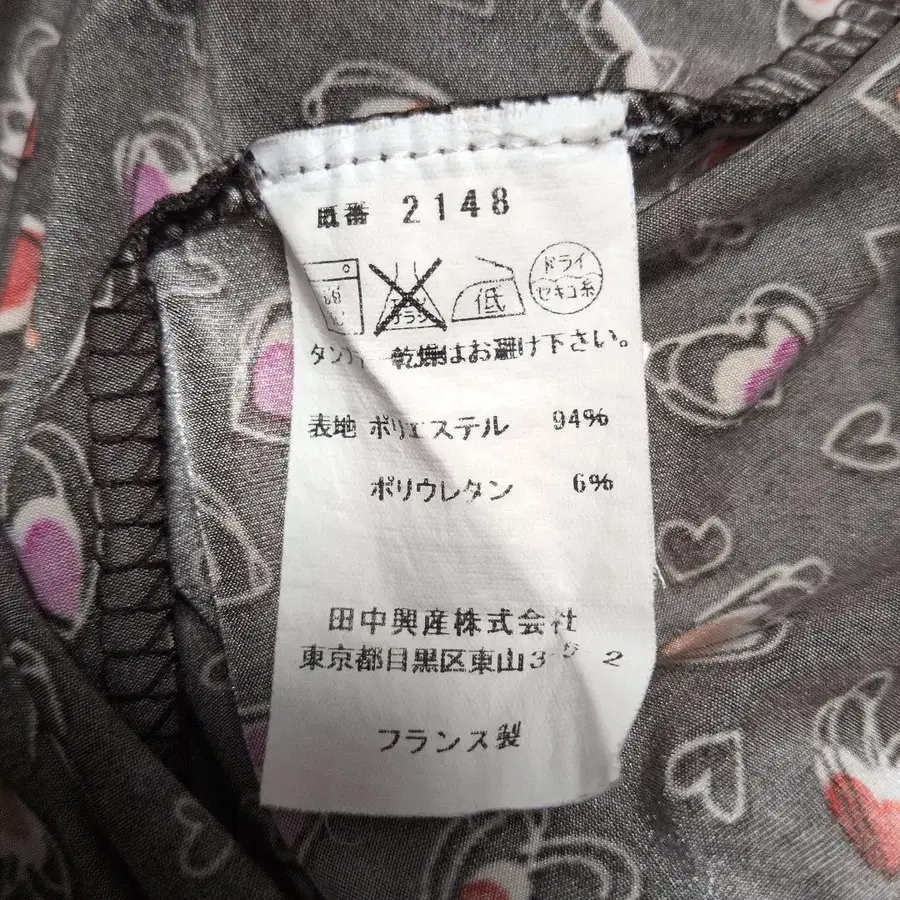 品番 2148
低
ドライ
セキユ系
タンブラー乾燥はお避け下さい。
表地 ポリエステル 94%
ポリウレタン 6%
田中興産株式会社
東京都目黒区東山3-5-2
フランス製